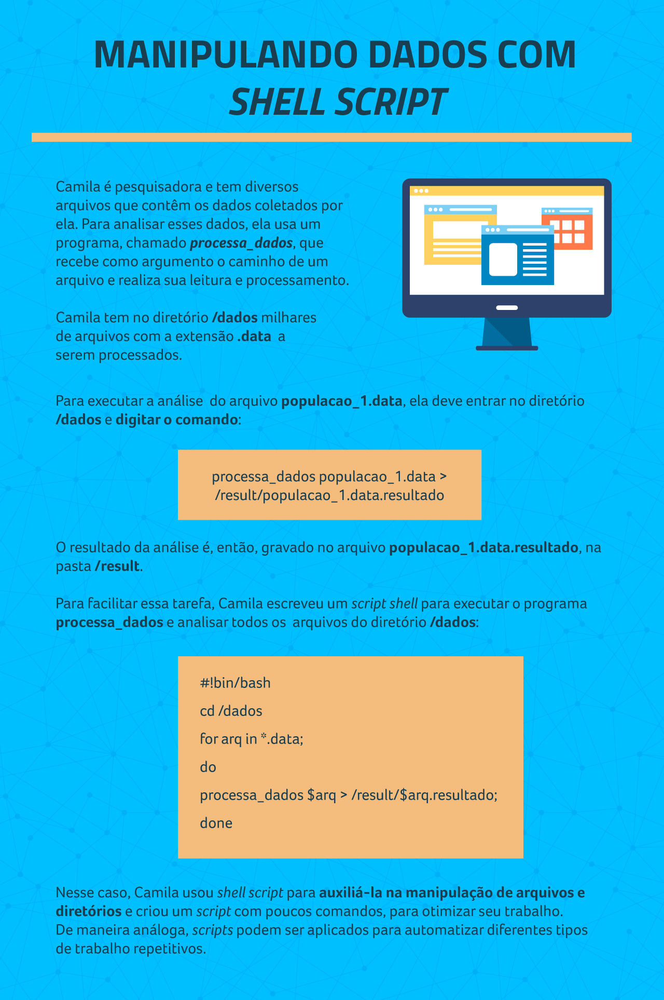 MANIPULANDO DADOS COM
SHELL SCRIPT
Camila é pesquisadora e tem diversos
arquivos que contêm os dados coletados por
ela. Para analisar esses dados, ela usa um
programa, chamado processa_dados, que
recebe como argumento o caminho de um
arquivo e realiza sua leitura e processamento.
Camila tem no diretório /dados milhares
de arquivos com a extensão .data a
serem processados.
Para executar a análise do arquivo populacao_1.data, ela deve entrar no diretório
/dados e digitar o comando:
processa_dados populacao_1.data >
/result/populacao_1.data.resultado
O resultado da análise é, então, gravado no arquivo populacao_1.data.resultado, na
pasta /result.
Para facilitar essa tarefa, Camila escreveu um script shell para executar o programa
processa_dados e analisar todos os arquivos do diretório /dados:
#!bin/bash
cd /dados
for arq in *.data;
do
processa_dados $arq > /result/$arq.resultado;
done
Nesse caso, Camila usou shell script para auxiliá-la na manipulação de arquivos e
diretórios e criou um script com poucos comandos, para otimizar seu trabalho.
De maneira análoga, scripts podem ser aplicados para automatizar diferentes tipos
de trabalho repetitivos.